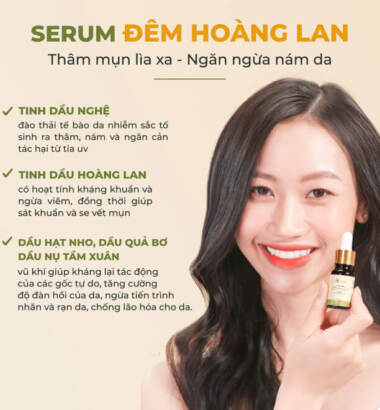 SERUM ĐÊM HOÀNG LAN
Thâm mụn lìa xa - Ngăn ngừa nám da
TINH DẦU NGHỆ
đào thải tế bào da nhiễm sắc tố
sinh ra thâm, nám và ngăn cản
tác hại từ tia uv
TINH DẦU HOÀNG LAN
có hoạt tính kháng khuẩn và
ngừa viêm, đồng thời giúp
sát khuẩn và se vết mụn
DẦU HẠT NHO, DẦU QUẢ BƠ
DẦU NỤ TẦM XUÂN
vũ khí giúp kháng lại tác động
của các gốc tự do, tăng cường
độ đàn hồi của da, ngừa tiến trình
nhăn và rạn da, chống lão hóa cho da.